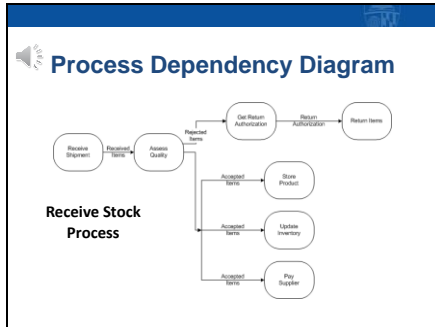 Process Dependency Diagram
Receive
Shipment
Received
Items
Assess
Quality
Rejected
Items
Get Return
Authorization
Return
Authorization
Return Items
Accepted
Items
Store
Product
Accepted
Items
Update
Inventory
Accepted
Items
Pay
Supplier
Receive Stock
Process